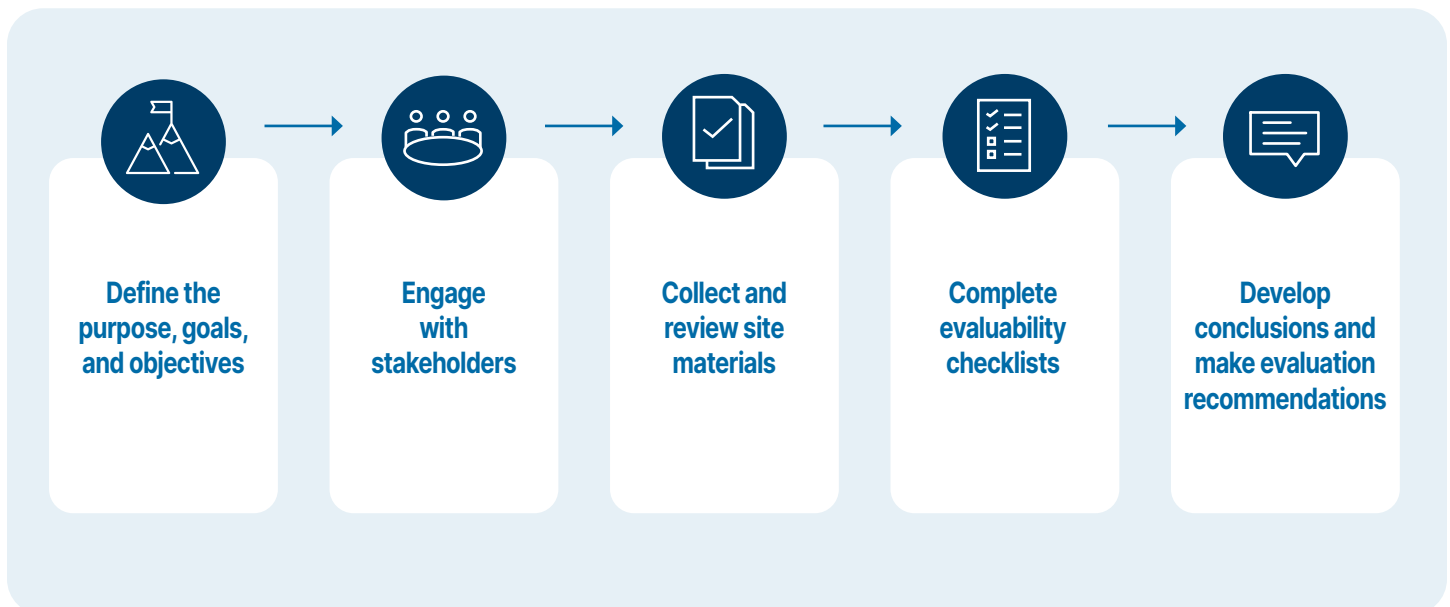 Define the
purpose, goals,
and objectives
Engage
with
stakeholders
Collect and
review site
materials
Complete
evaluability
checklists
Develop
conclusions and
make evaluation
recommendations